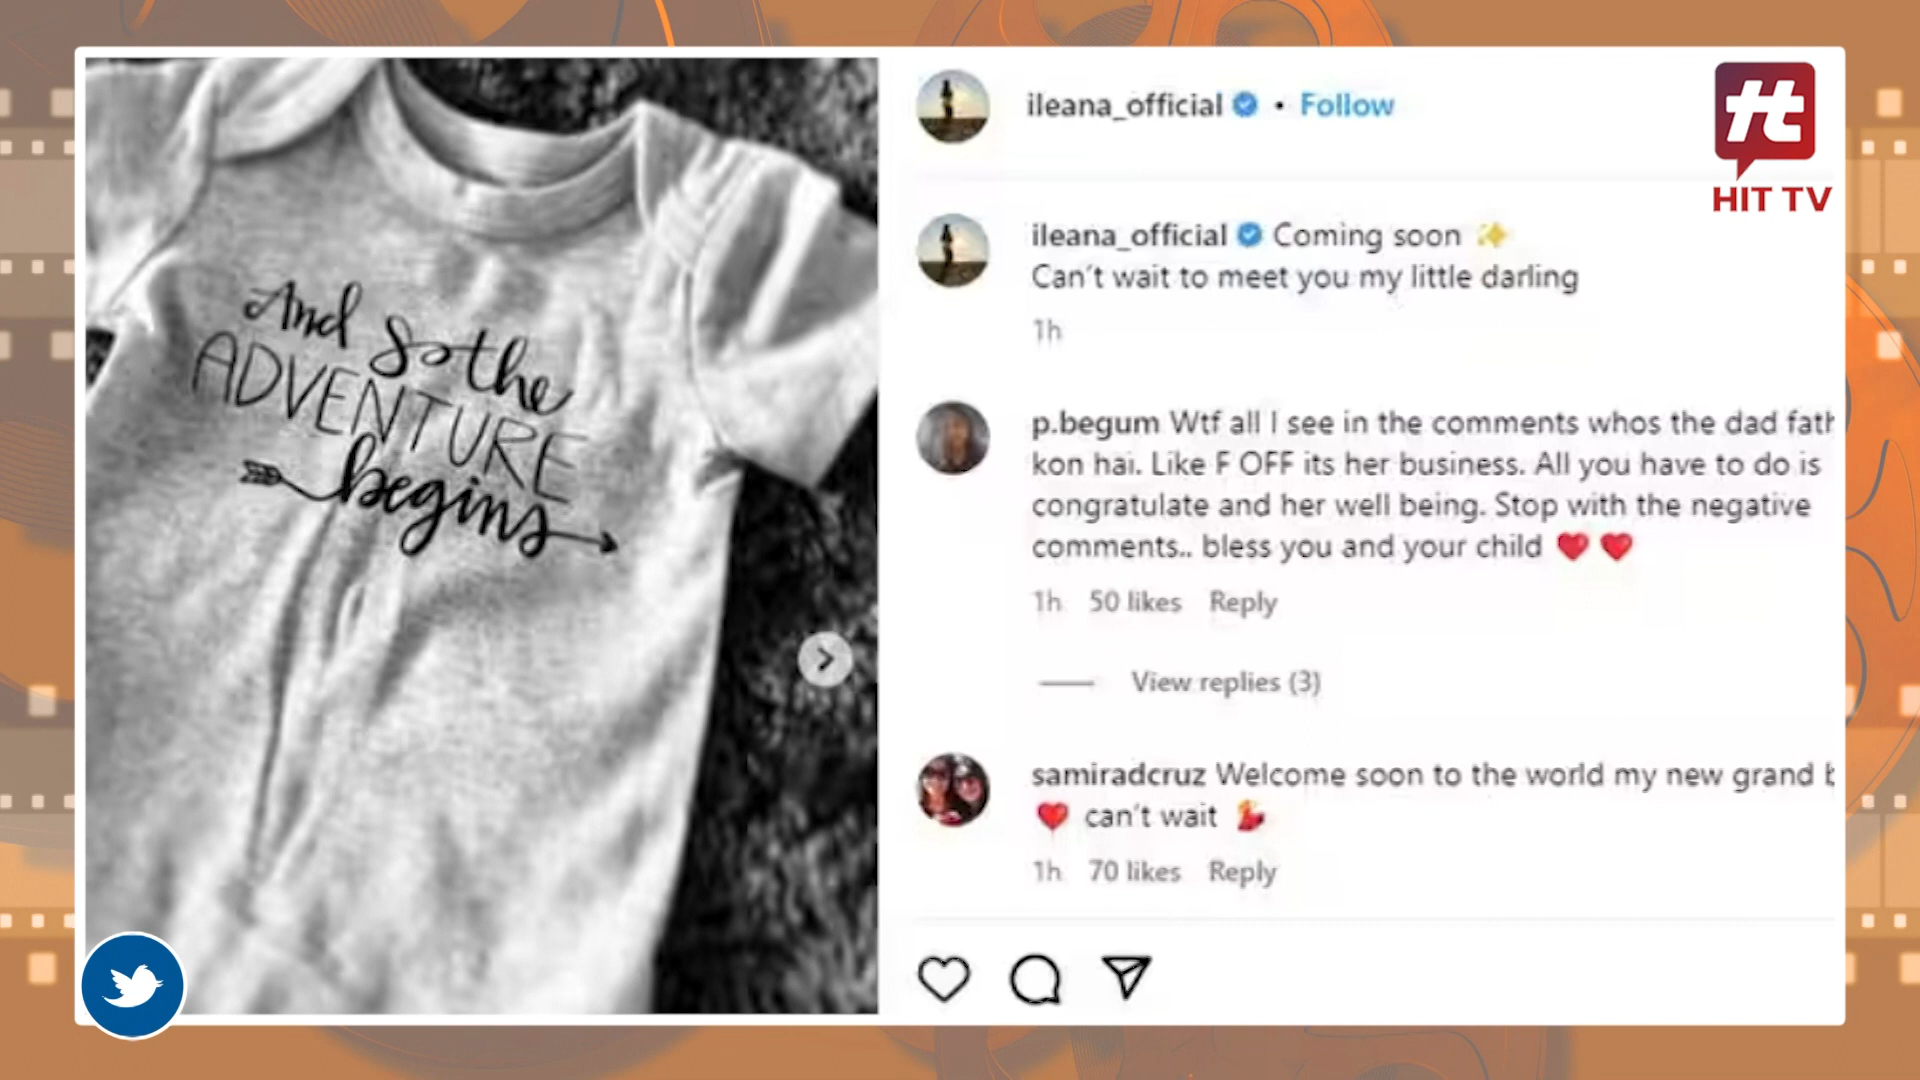 And So the
ADVENTURE
begins
ileana_official • Follow
HIT TV
ileana_official Coming soon ✨
Can't wait to meet you my little darling
1h
p.begum Wtf all I see in the comments whos the dad fath
kon hai. Like F OFF its her business. All you have to do is
congratulate and her well being. Stop with the negative
comments.. bless you and your child ❤️ ❤️
1h 50 likes Reply
View replies (3)
samiradcruz Welcome soon to the world my new grand b
❤️ can't wait 💃
1h 70 likes Reply